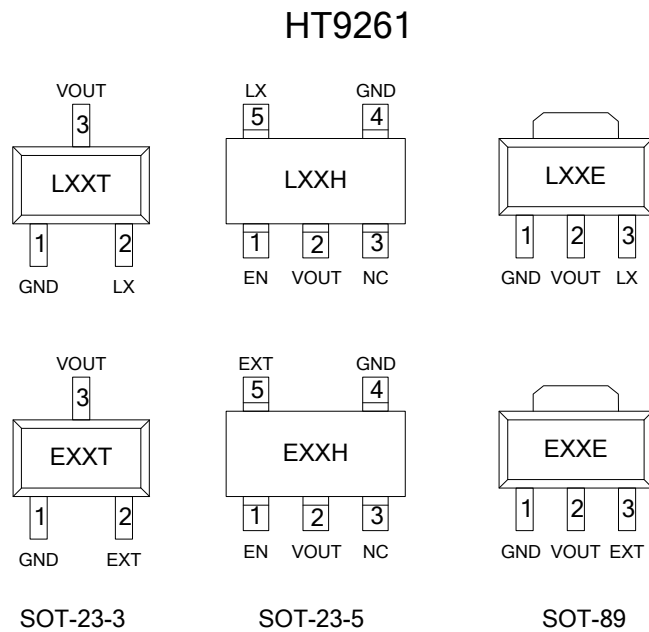 HT9261
VOUT
3
LXXT
1
2
GND
LX
LX
GND
5
4
LXXH
1
2
3
EN
VOUT
NC
LXXE
1
2
3
GND
VOUT
LX
VOUT
3
EXXT
1
2
GND
EXT
EXT
GND
5
4
EXXH
1
2
3
EN
VOUT
NC
EXXE
1
2
3
GND
VOUT
EXT
SOT-23-3
SOT-23-5
SOT-89